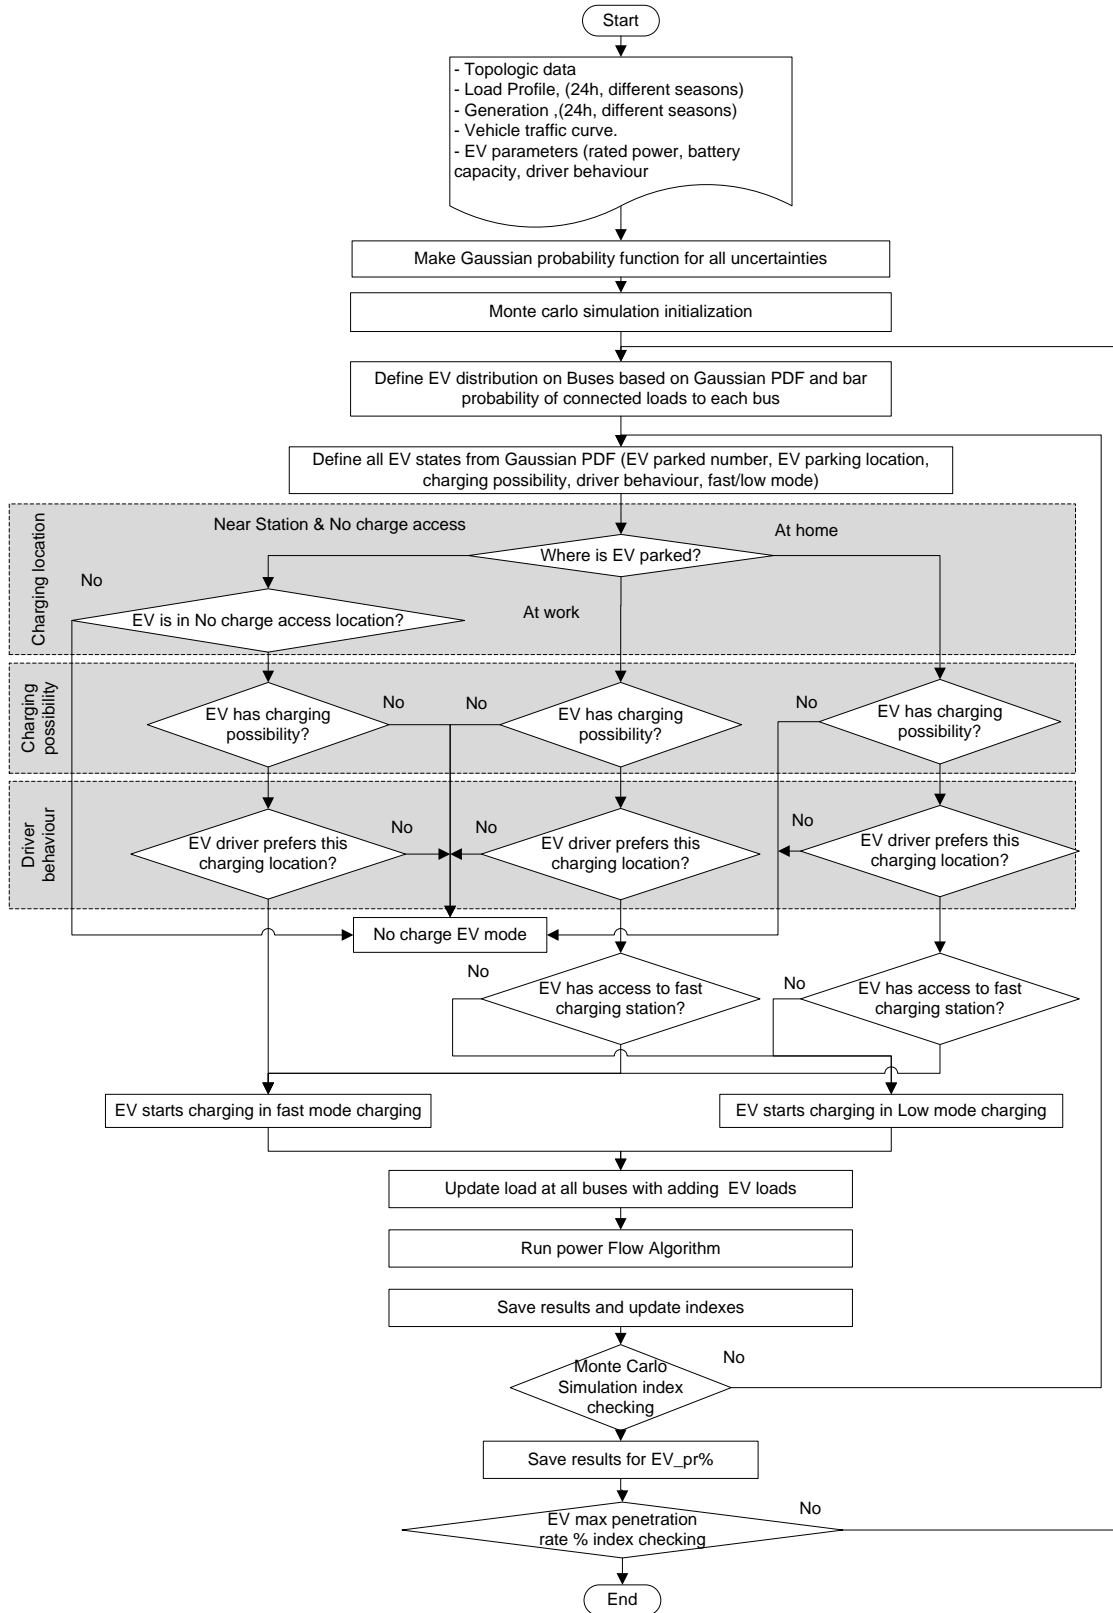 Start
- Topologic data
- Load Profile, (24h, different seasons)
- Generation ,(24h, different seasons)
- Vehicle traffic curve.
- EV parameters (rated power, battery
capacity, driver behaviour
Make Gaussian probability function for all uncertainties
Monte carlo simulation initialization
Define EV distribution on Buses based on Gaussian PDF and bar
probability of connected loads to each bus
Define all EV states from Gaussian PDF (EV parked number, EV parking location,
charging possibility, driver behaviour, fast/low mode)
Charging location
Near Station & No charge access
At home
Where is EV parked?
No
At work
EV is in No charge access location?
Charging
possibility
EV has charging
possibility?
No
No
EV has charging
possibility?
No
EV has charging
possibility?
Driver
behaviour
EV driver prefers this
charging location?
No
No
EV driver prefers this
charging location?
No
EV driver prefers this
charging location?
No charge EV mode
No
EV has access to fast
charging station?
No
EV has access to fast
charging station?
EV starts charging in fast mode charging
EV starts charging in Low mode charging
Update load at all buses with adding  EV loads
Run power Flow Algorithm
Save results and update indexes
Monte Carlo
Simulation index
checking
No
Save results for EV_pr%
EV max penetration
rate % index checking
No
End